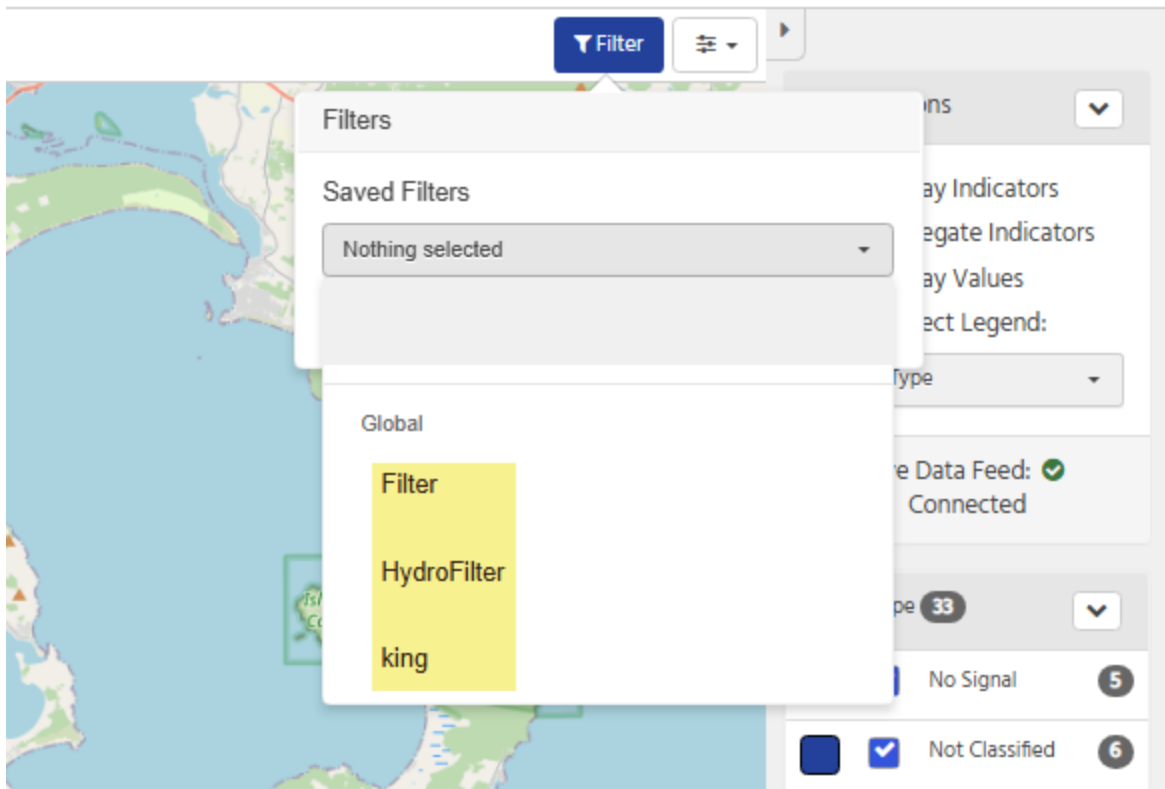 Filter
Filters
Saved Filters
Nothing selected
Global
Filter
HydroFilter
king
ons
ay Indicators
egate Indicators
ay Values
ect Legend:
Type
e Data Feed:
Connected
pe 33
No Signal 5
Not Classified 6